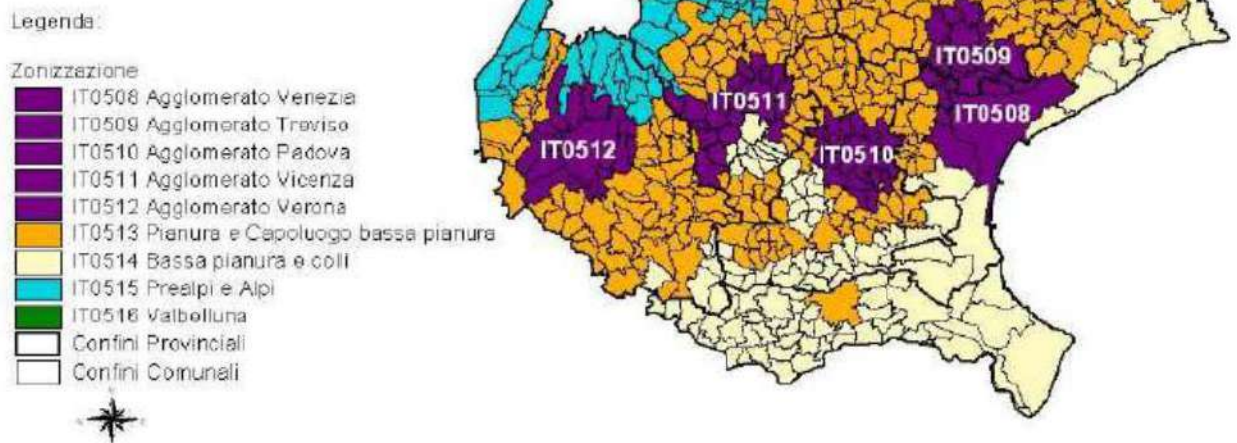 Legenda:
Zonizzazione
IT0508 Agglomerato Venezia
IT0509 Agglomerato Treviso
IT0510 Agglomerato Padova
IT0511 Agglomerato Vicenza
IT0512 Agglomerato Verona
IT0513 Pianura e Capoluogo bassa pianura
IT0514 Bassa pianura e colli
IT0515 Prealpi e Alpi
IT0516 Valbelluna
Confini Provinciali
Confini Comunali
IT0509
IT0511
IT0508
IT0512
IT0510